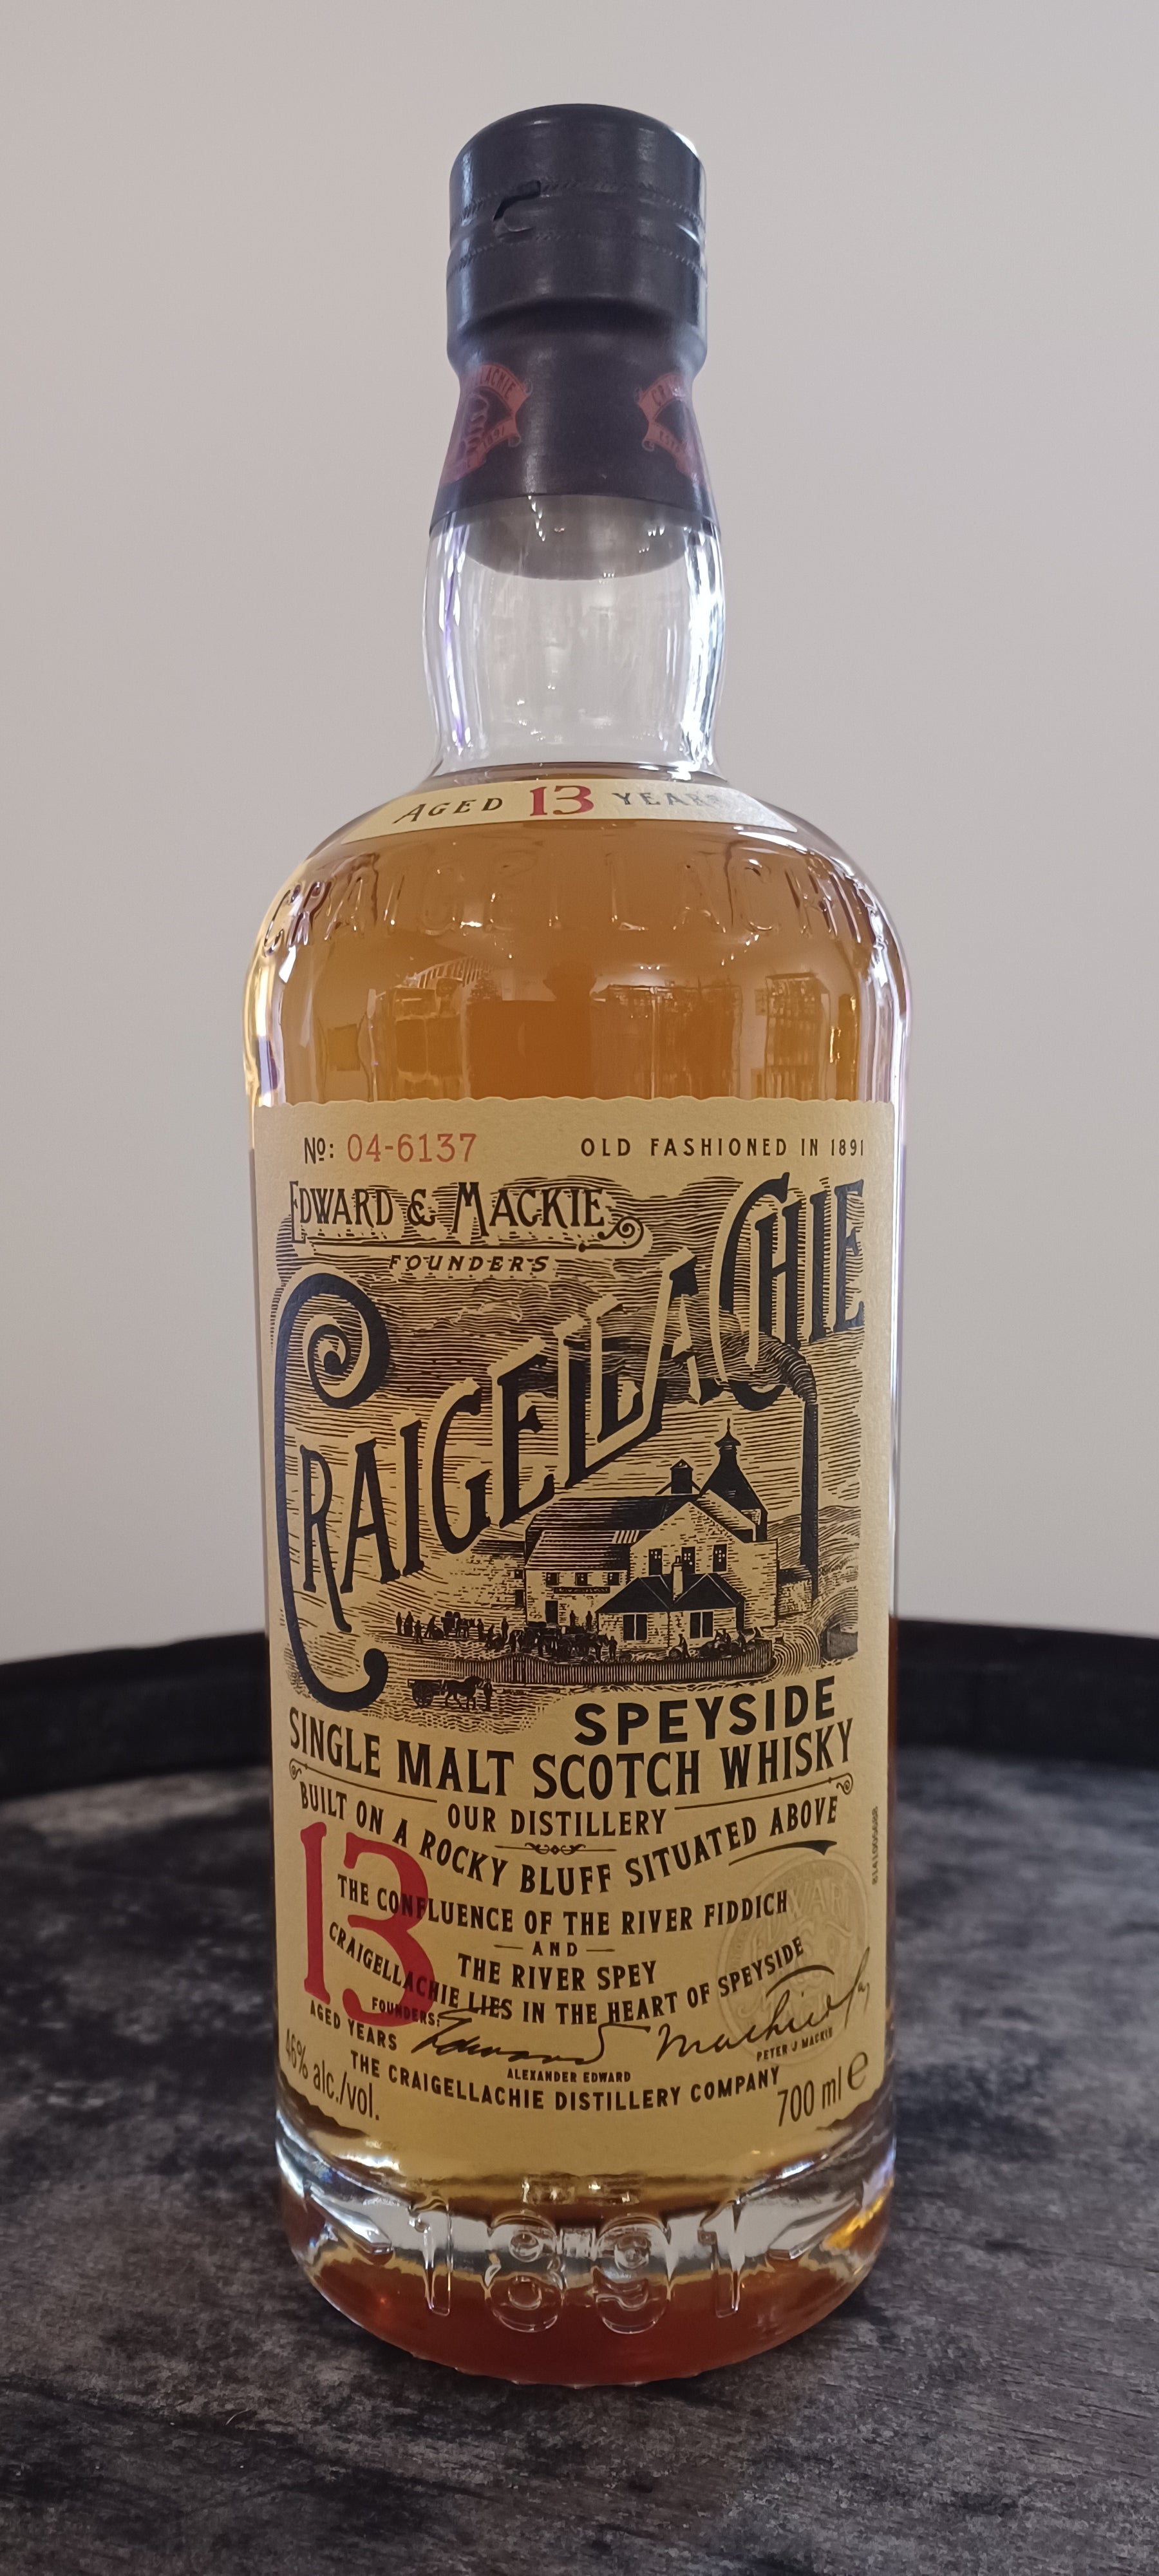 AGED 13 YEARS
CRAIGELLACHIE
Nº: 04-6137
OLD FASHIONED IN 1891
EDWARD & MACKIE
FOUNDERS
CRAIGELLACHIE
SPEYSIDE
SINGLE MALT SCOTCH WHISKY
OUR DISTILLERY
BUILT ON A ROCKY BLUFF SITUATED ABOVE
THE CONFLUENCE OF THE RIVER FIDDICH
AND
THE RIVER SPEY
CRAIGELLACHIE LIES IN THE HEART OF SPEYSIDE
13
AGED YEARS
FOUNDERS:
Edward
Mackie
ALEXANDER EDWARD
PETER J MACKIE
THE CRAIGELLACHIE DISTILLERY COMPANY
46% alc./vol.
700 ml e
1891